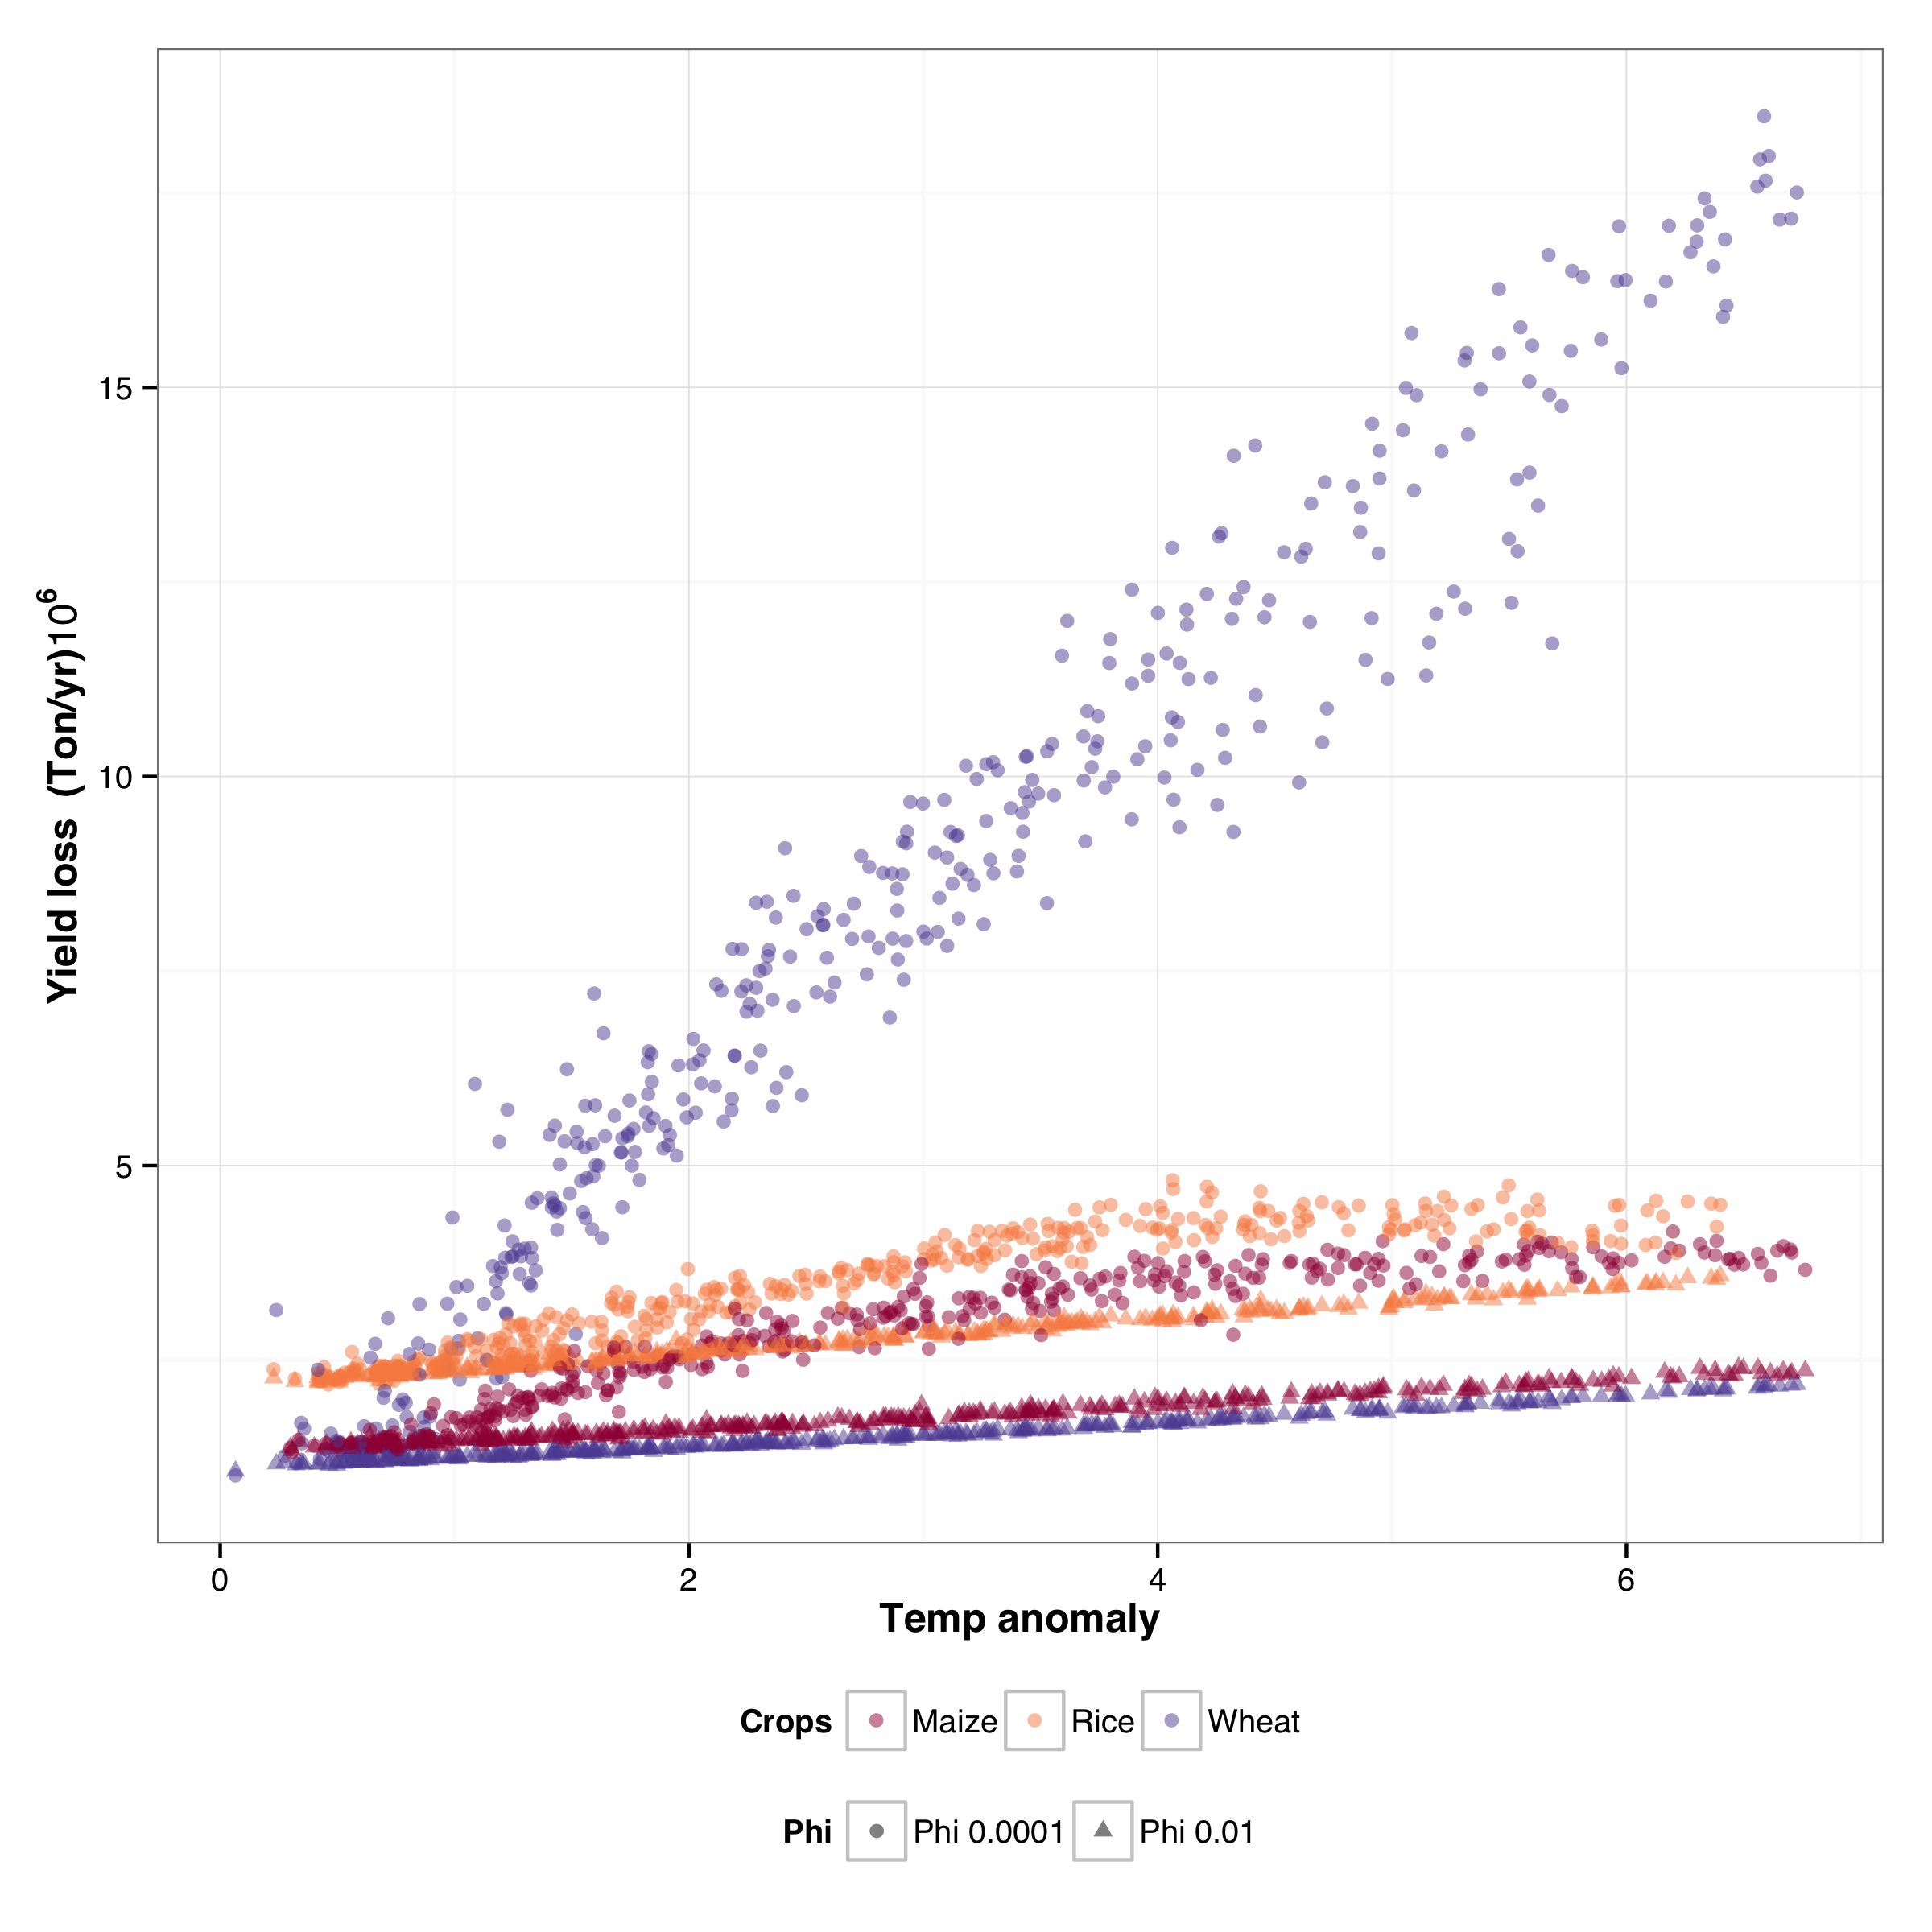 15
10
5
Yield loss (Ton/yr)10⁶
0 2 4 6
Temp anomaly
Crops Maize Rice Wheat
Phi Phi 0.0001 Phi 0.01